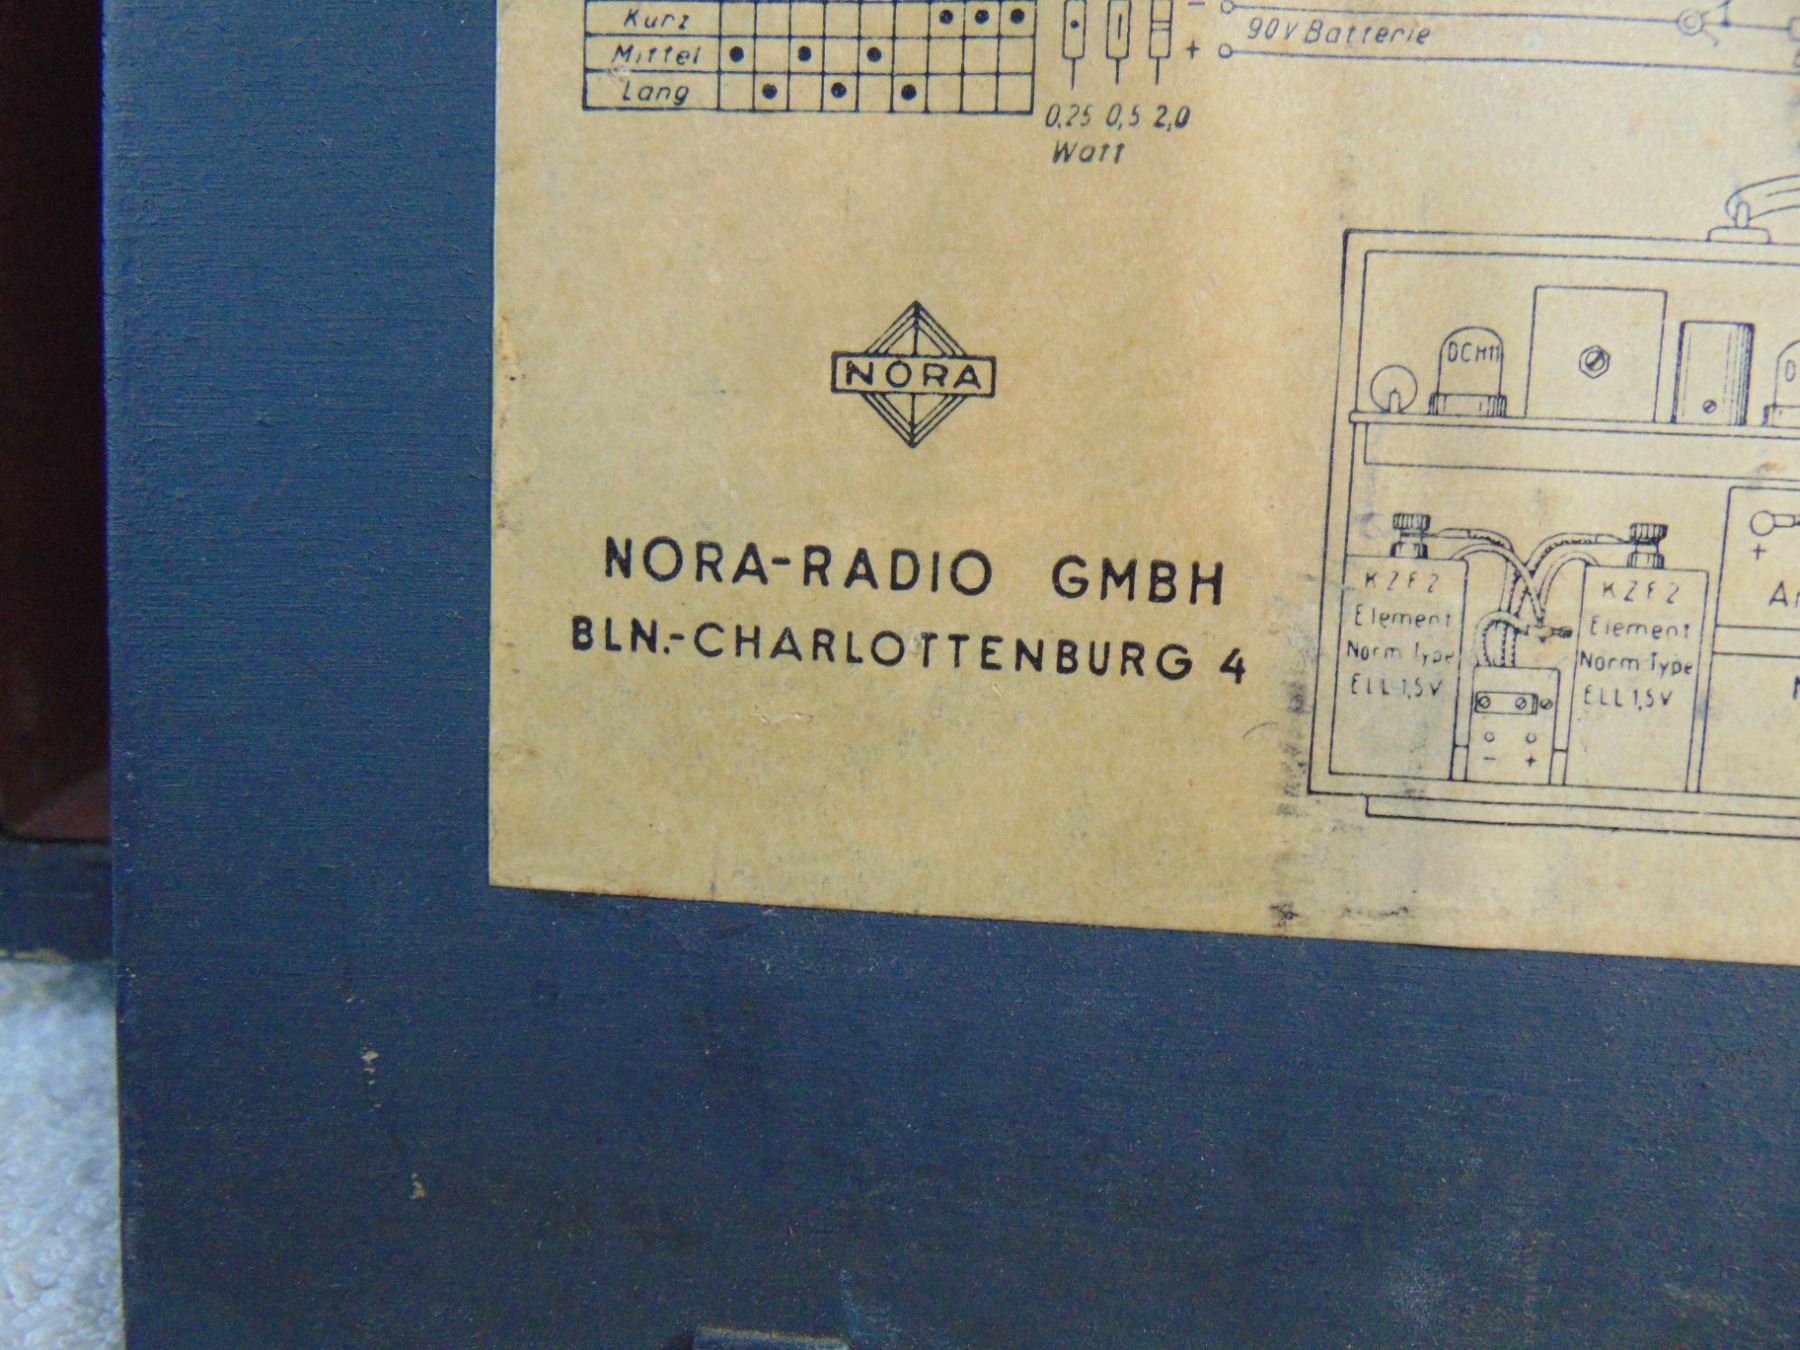 Kurz
Mittel
Lang
0,25 0,5 2,0
Watt
−
+
90V Batterie
NORA
NORA-RADIO GMBH
BLN.-CHARLOTTENBURG 4
DCH11
D
KZF2
Element
Norm Type
ELL 1,5V
KZF2
Element
Norm Type
ELL 1,5V
− +
+